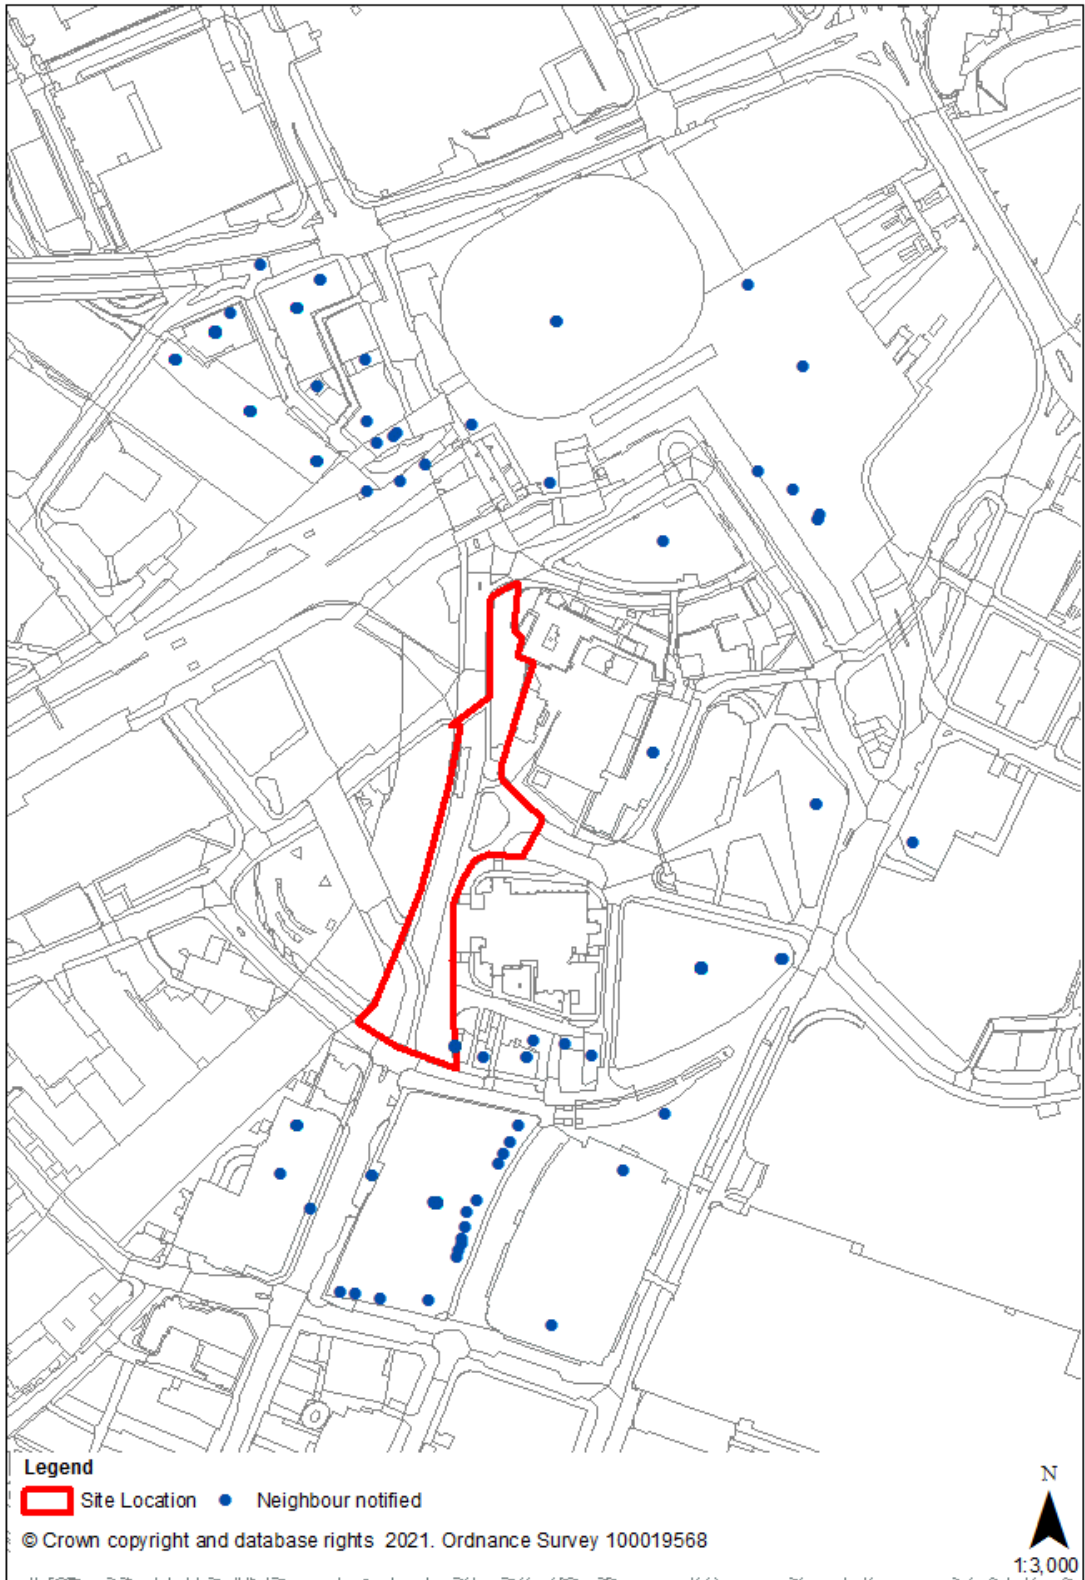 Legend
Site Location Neighbour notified
© Crown copyright and database rights 2021. Ordnance Survey 100019568
N
1:3,000